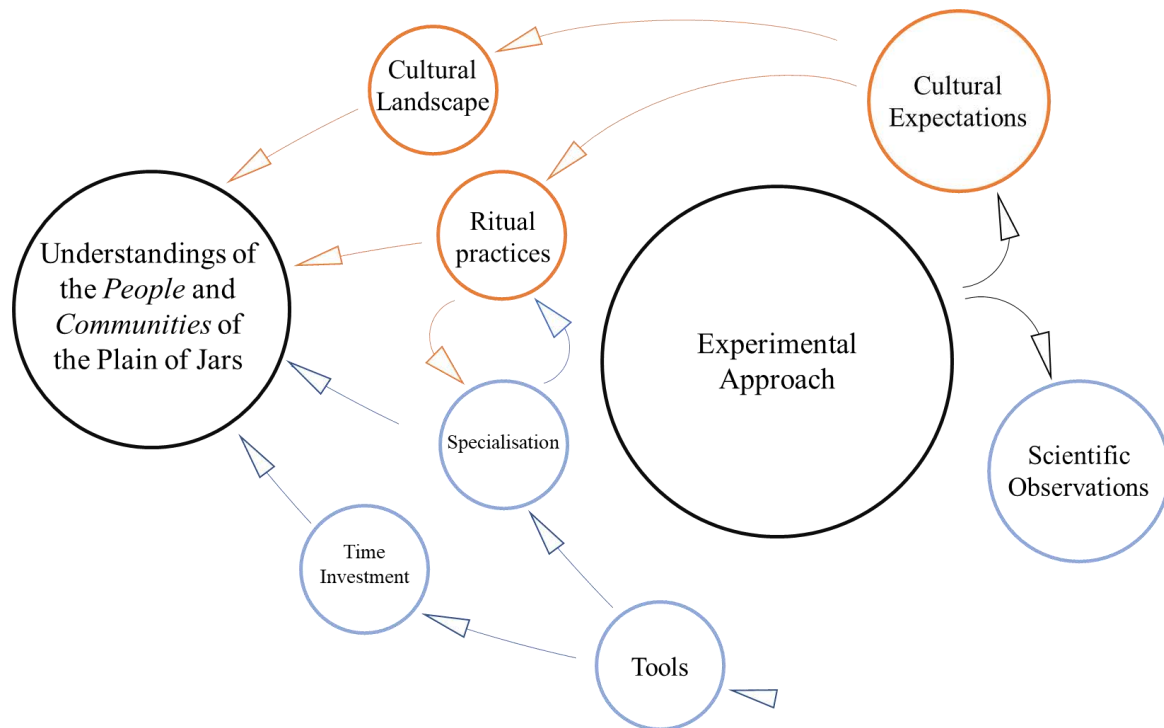 Cultural
Landscape
Cultural
Expectations
Ritual
practices
Understandings of
the People and
Communities of
the Plain of Jars
Experimental
Approach
Specialisation
Scientific
Observations
Time
Investment
Tools